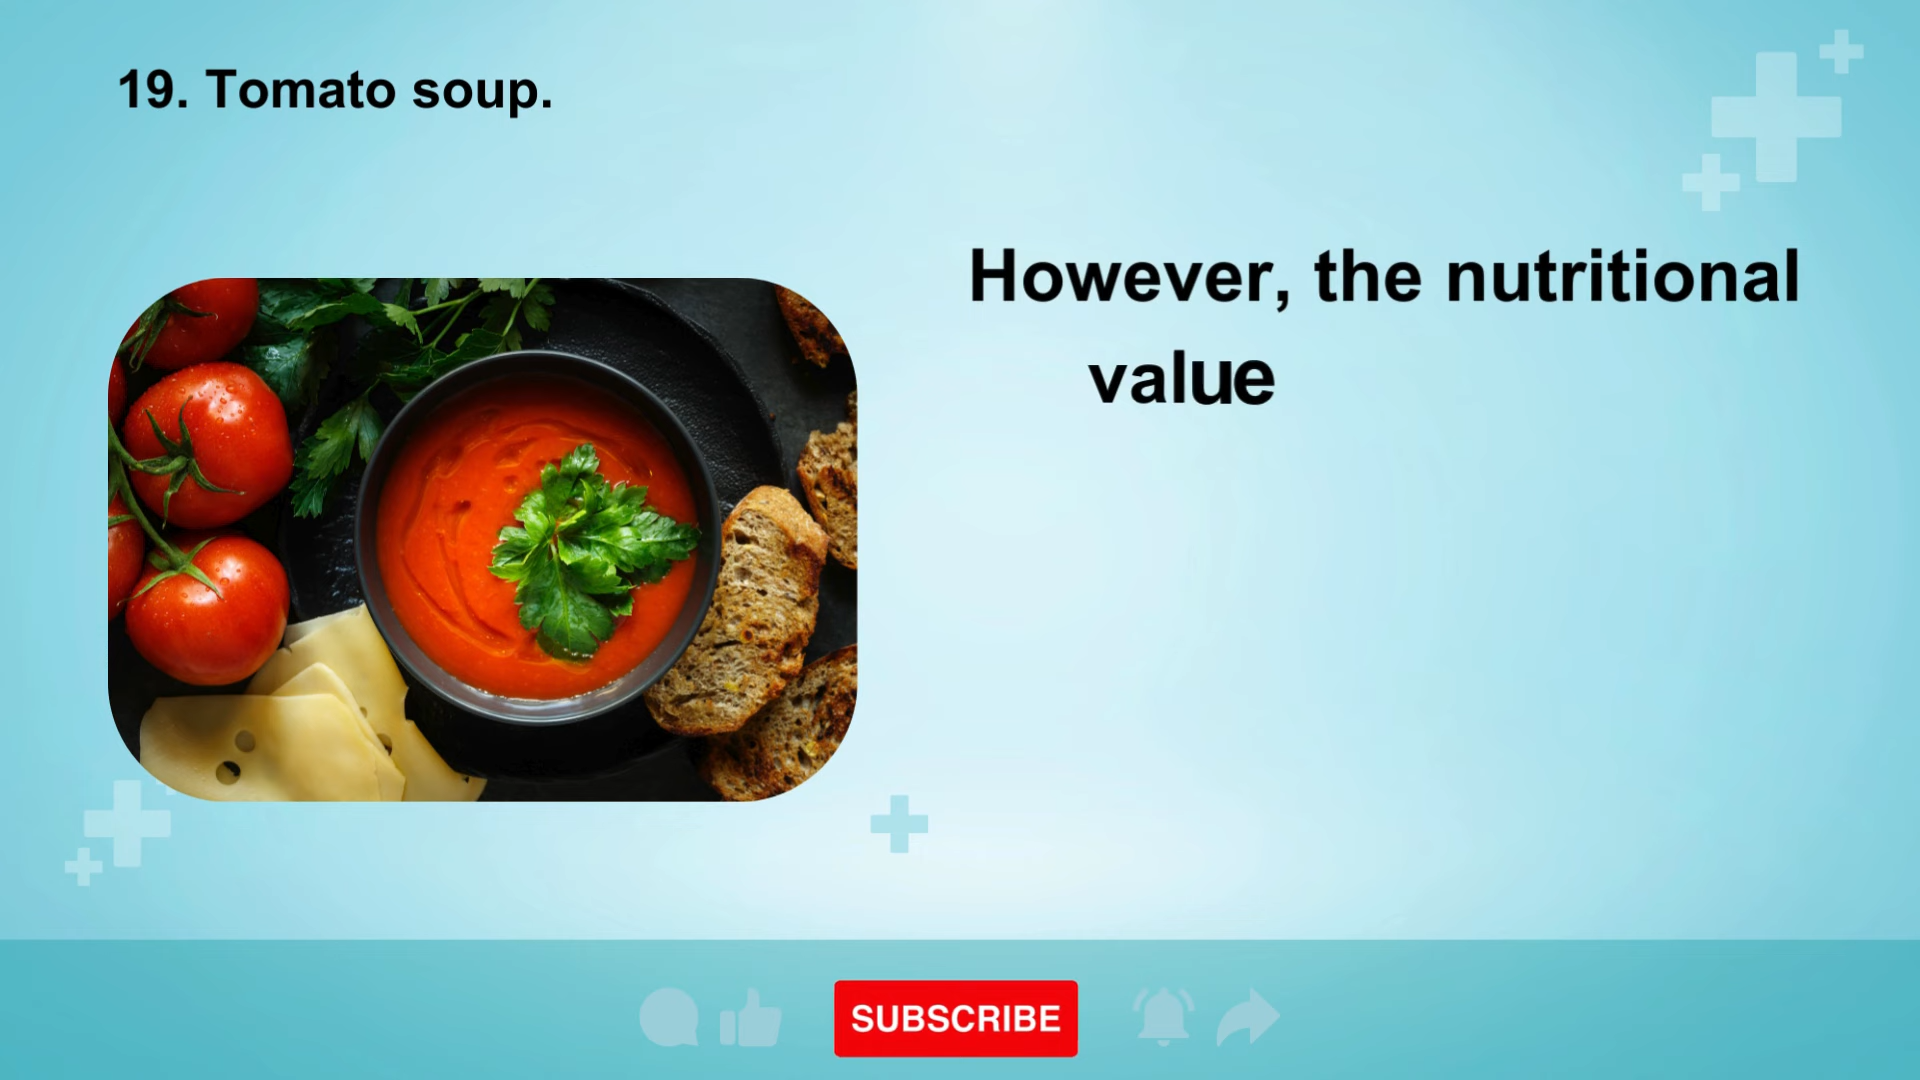 19. Tomato soup.
However, the nutritional
value
SUBSCRIBE